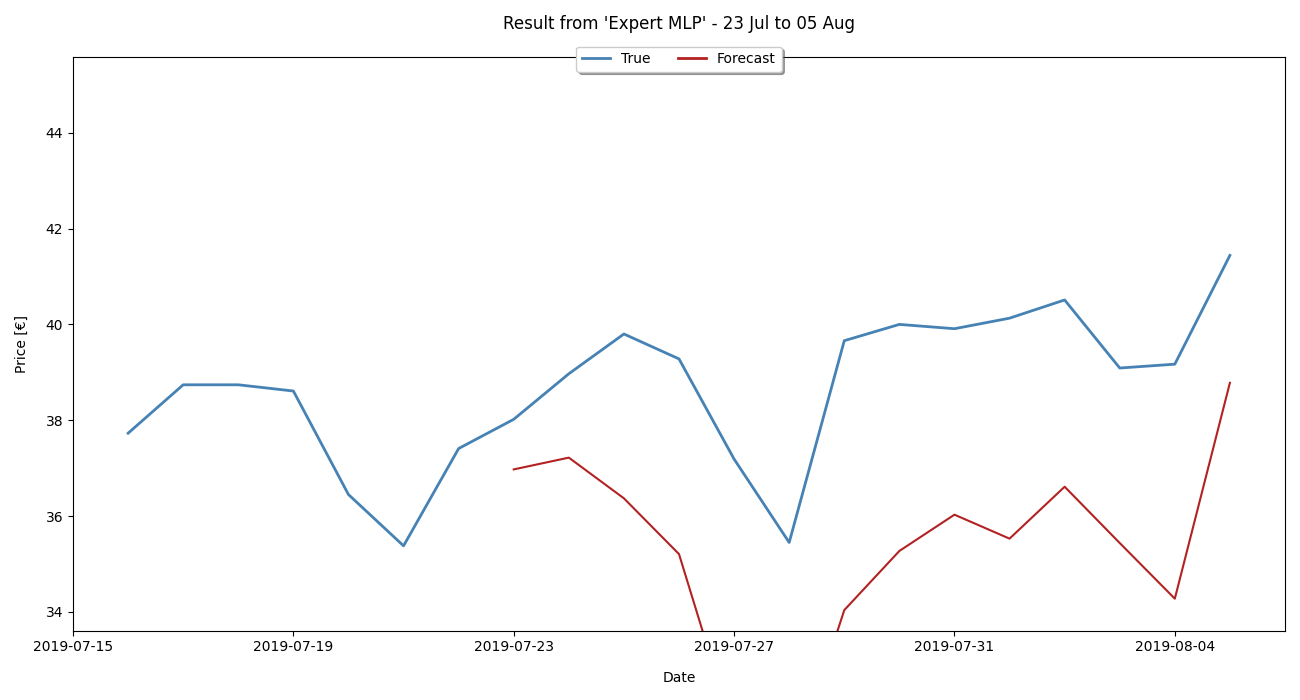 Result from 'Expert MLP' - 23 Jul to 05 Aug
True Forecast
44
42
40
38
36
34
Price [€]
2019-07-15 2019-07-19 2019-07-23 2019-07-27 2019-07-31 2019-08-04
Date